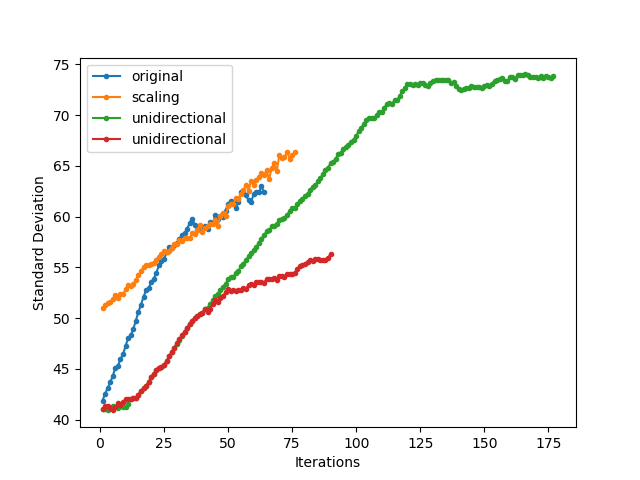 original
scaling
unidirectional
unidirectional
75
70
65
60
55
50
45
40
Standard Deviation
0 25 50 75 100 125 150 175
Iterations